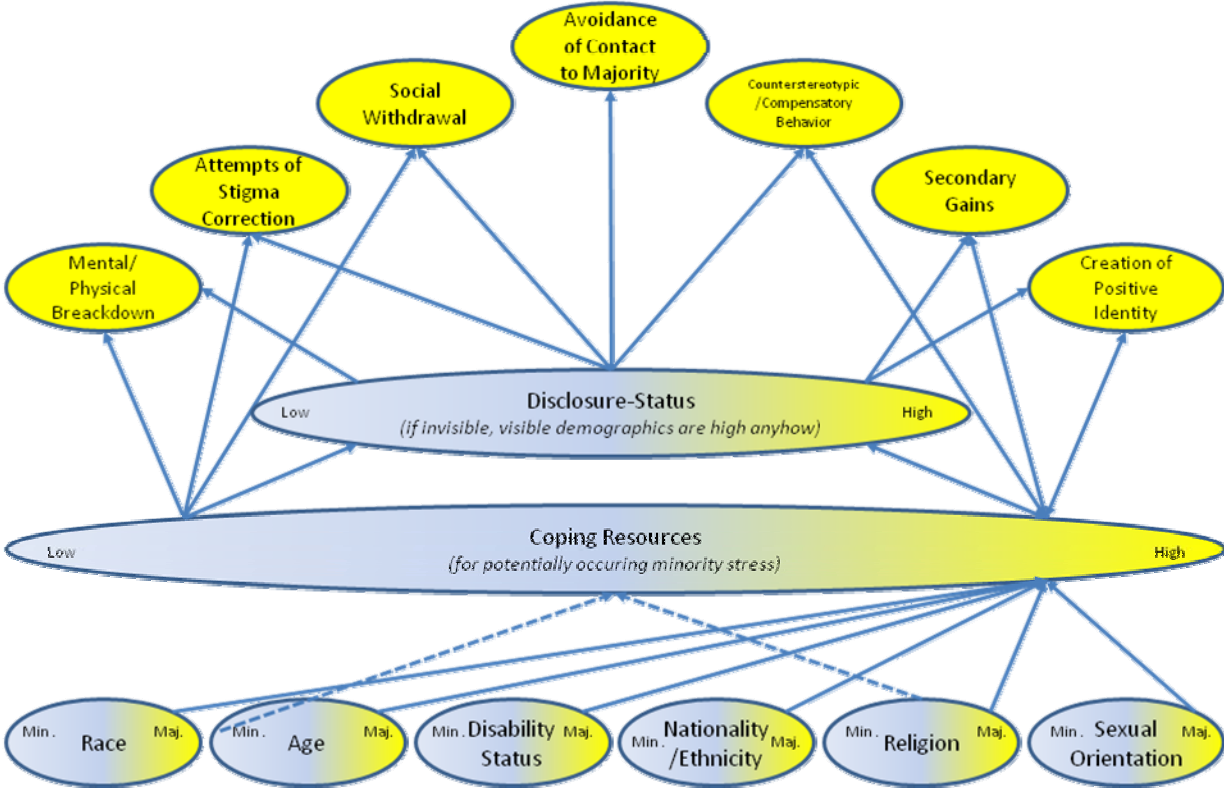 Avoidance
of Contact
to Majority
Social
Withdrawal
Counterstereotypic
/Compensatory
Behavior
Attempts of
Stigma
Correction
Secondary
Gains
Mental/
Physical
Breackdown
Creation of
Positive
Identity
Low
Disclosure-Status
High
(if invisible, visible demographics are high anyhow)
Low
Coping Resources
High
(for potentially occuring minority stress)
Min. Race Maj.
Min. Age Maj.
Min. Disability Maj.
Status
Nationality
Min. Maj.
/Ethnicity
Min. Religion Maj.
Min. Sexual Maj.
Orientation